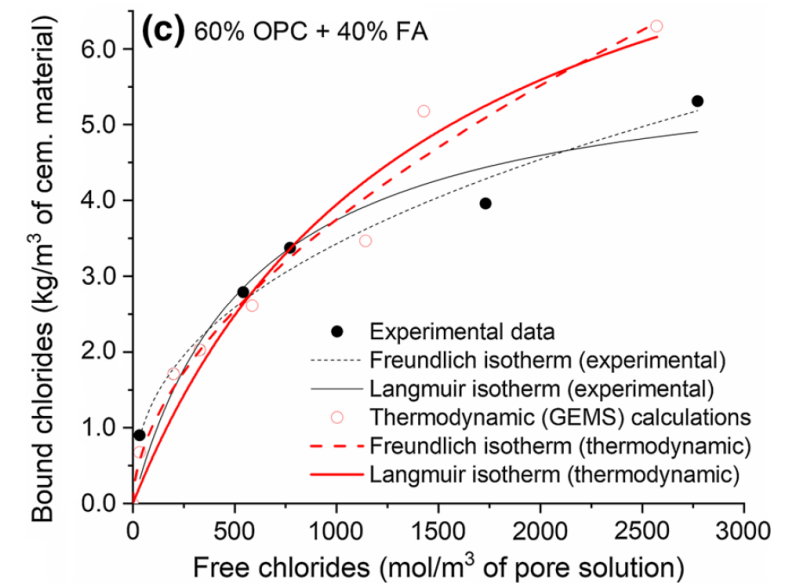 (c) 60% OPC + 40% FA
Bound chlorides (kg/m³ of cem. material)
6.0
5.0
4.0
3.0
2.0
1.0
0.0
Experimental data
Freundlich isotherm (experimental)
Langmuir isotherm (experimental)
Thermodynamic (GEMS) calculations
Freundlich isotherm (thermodynamic)
Langmuir isotherm (thermodynamic)
0 500 1000 1500 2000 2500 3000
Free chlorides (mol/m³ of pore solution)